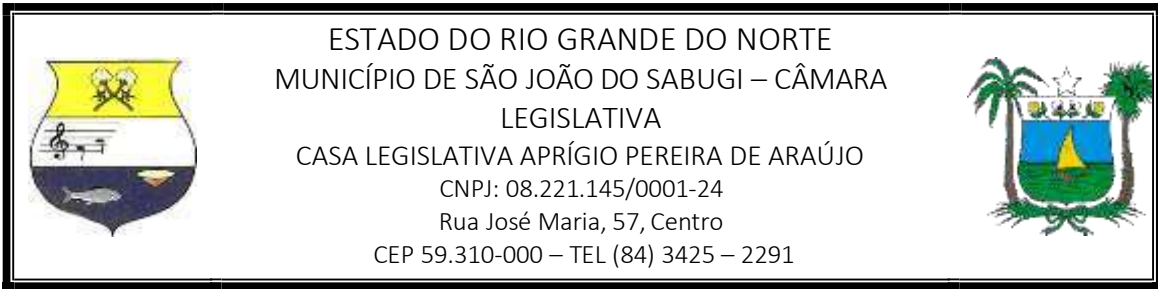 ESTADO DO RIO GRANDE DO NORTE
MUNICÍPIO DE SÃO JOÃO DO SABUGI – CÂMARA
LEGISLATIVA
CASA LEGISLATIVA APRÍGIO PEREIRA DE ARAÚJO
CNPJ: 08.221.145/0001-24
Rua José Maria, 57, Centro
CEP 59.310-000 – TEL (84) 3425 – 2291